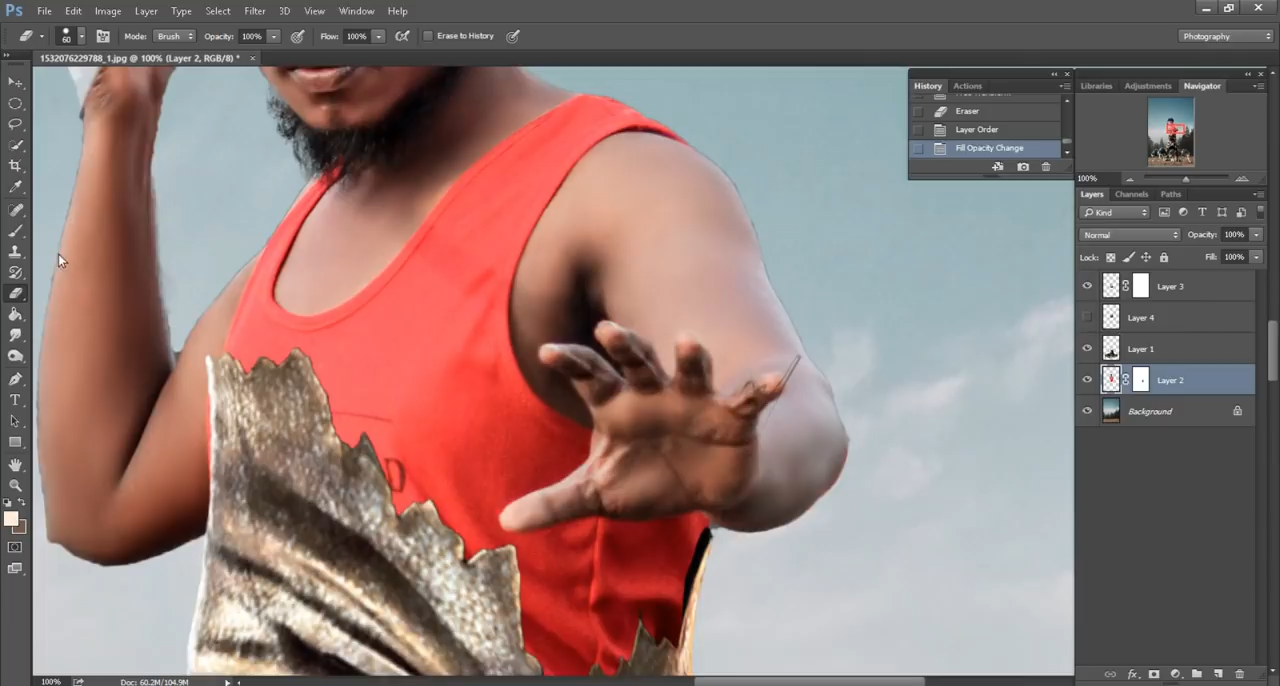 Ps File Edit Image Layer Type Select Filter 3D View Window Help
60 Mode: Brush Opacity: 100% Flow: 100% Erase to History Photography
1532076229788_1.jpg @ 100% (Layer 2, RGB/8) * ×
History Actions
Eraser
Layer Order
Fill Opacity Change
Libraries Adjustments Navigator
100%
Layers Channels Paths
Kind
Normal Opacity: 100%
Lock: Fill: 100%
Layer 3
Layer 4
Layer 1
Layer 2
Background
D
100% Doc: 60.2M/104.9M